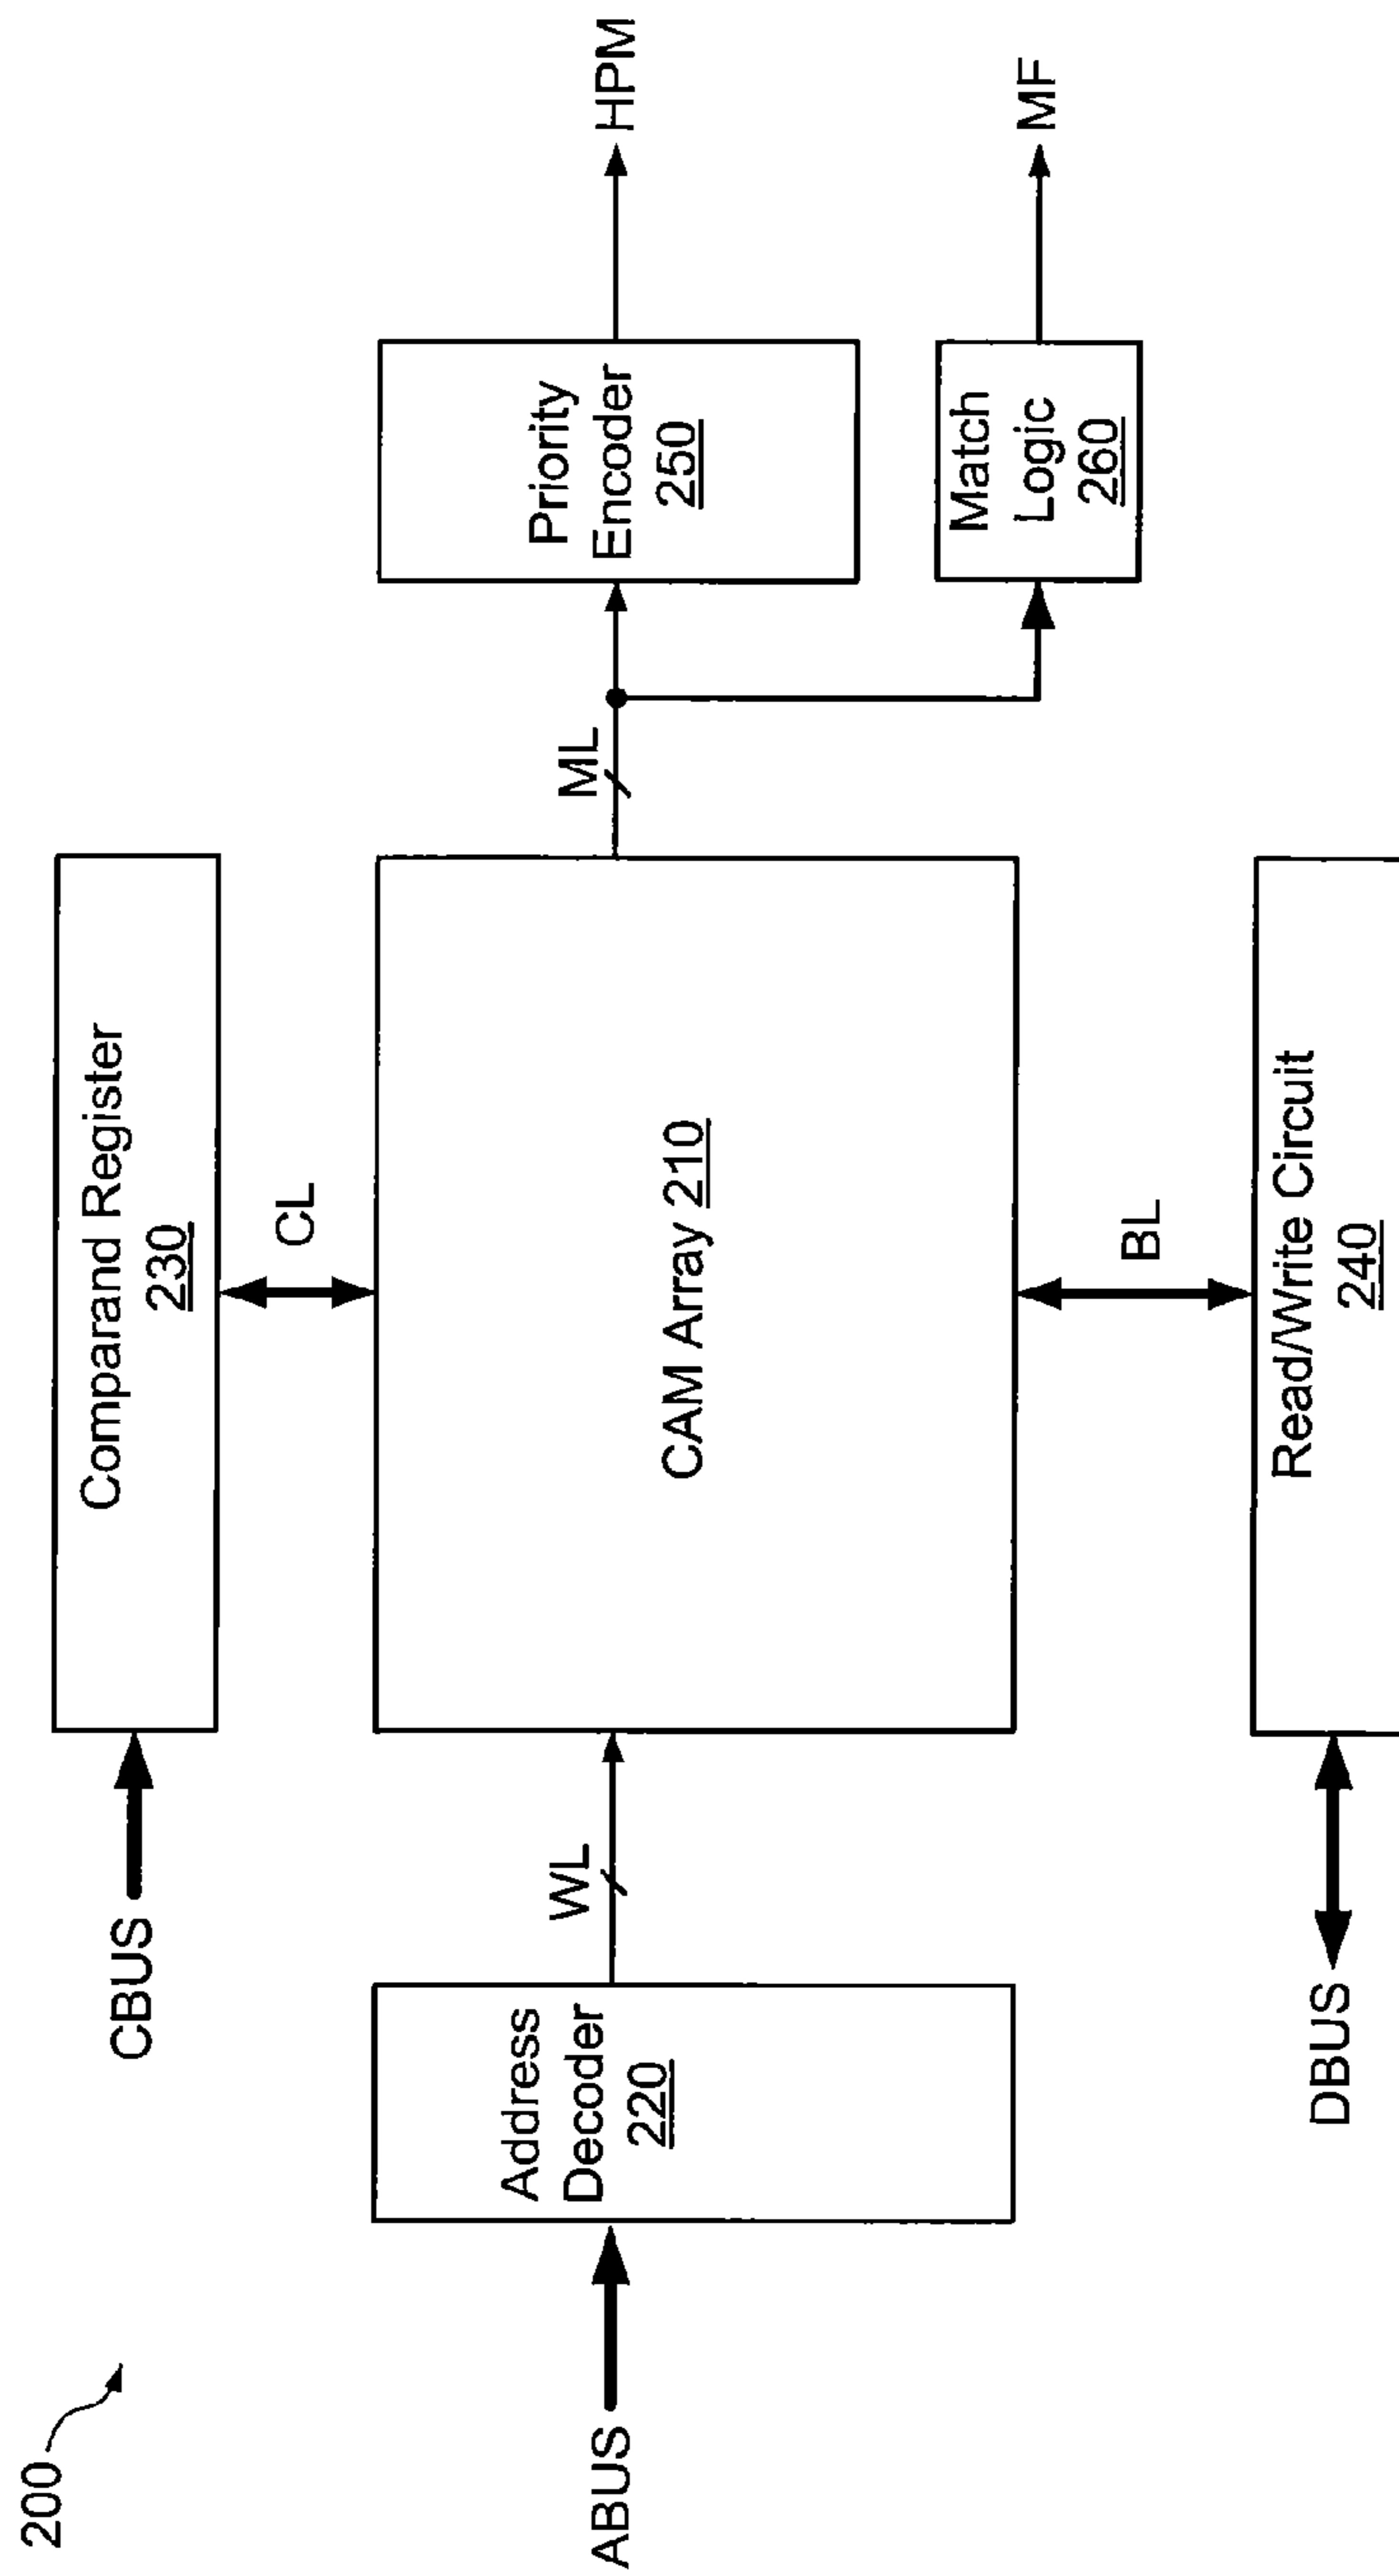 200
CBUS
Comparand Register
230
CL
ABUS
Address
Decoder
220
WL
CAM Array 210
ML
Priority
Encoder
250
HPM
Match
Logic
260
MF
BL
DBUS
Read/Write Circuit
240